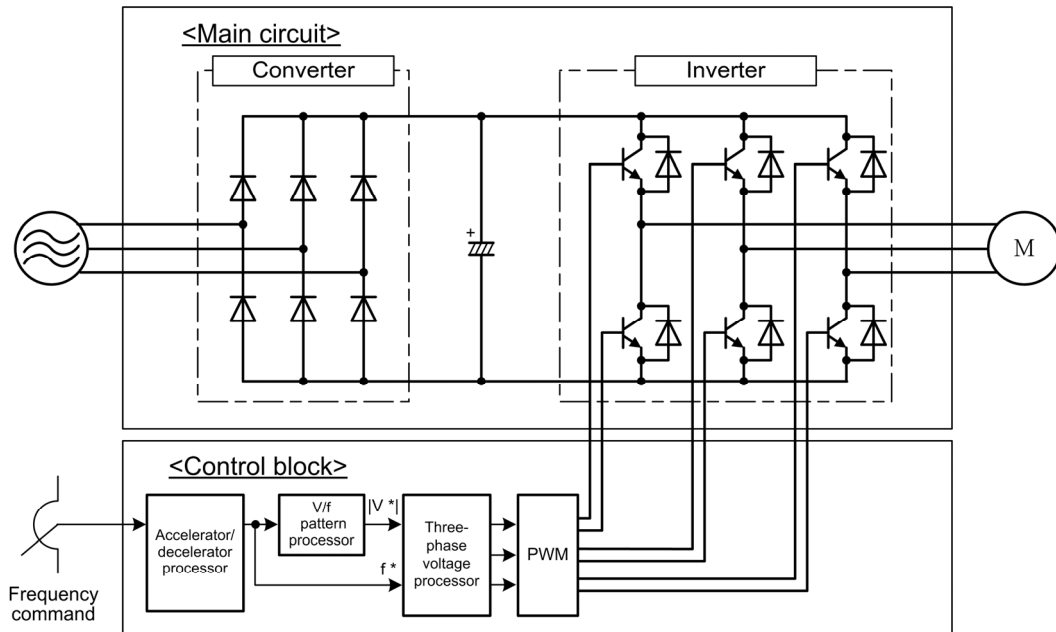 <Main circuit>
Converter
Inverter
+
M
<Control block>
Accelerator/
decelerator
processor
V/f
pattern
processor
|V *|
f *
Three-
phase
voltage
processor
PWM
Frequency
command